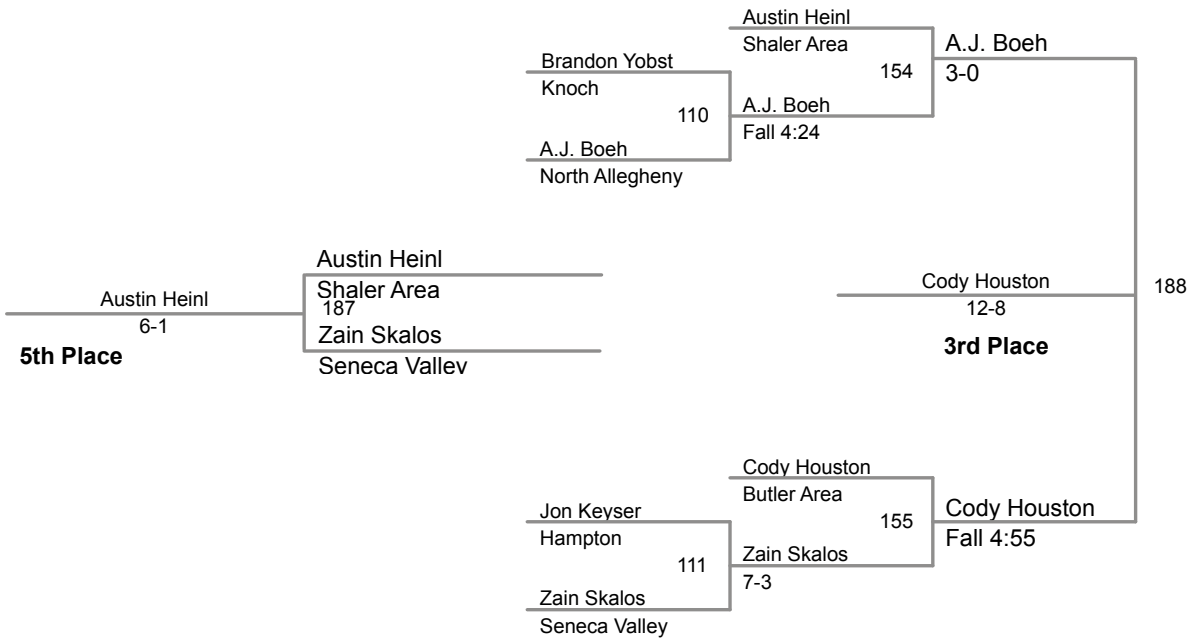 Austin Heinl
Shaler Area
154
A.J. Boeh
3-0
Brandon Yobst
Knoch
110
A.J. Boeh
Fall 4:24
A.J. Boeh
North Allegheny
Austin Heinl
Shaler Area
187
Austin Heinl
6-1
5th Place
Zain Skalos
Seneca Valley
Cody Houston
12-8
3rd Place
188
Cody Houston
Butler Area
155
Cody Houston
Fall 4:55
Jon Keyser
Hampton
111
Zain Skalos
7-3
Zain Skalos
Seneca Valley